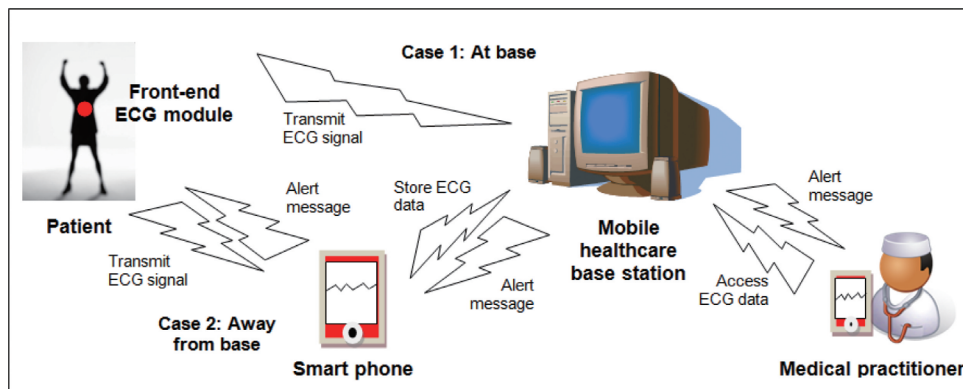 Case 1: At base
Front-end
ECG module
Transmit
ECG signal
Patient
Alert
message
Transmit
ECG signal
Case 2: Away
from base
Smart phone
Store ECG
data
Alert
message
Mobile
healthcare
base station
Alert
message
Access
ECG data
Medical practitioner